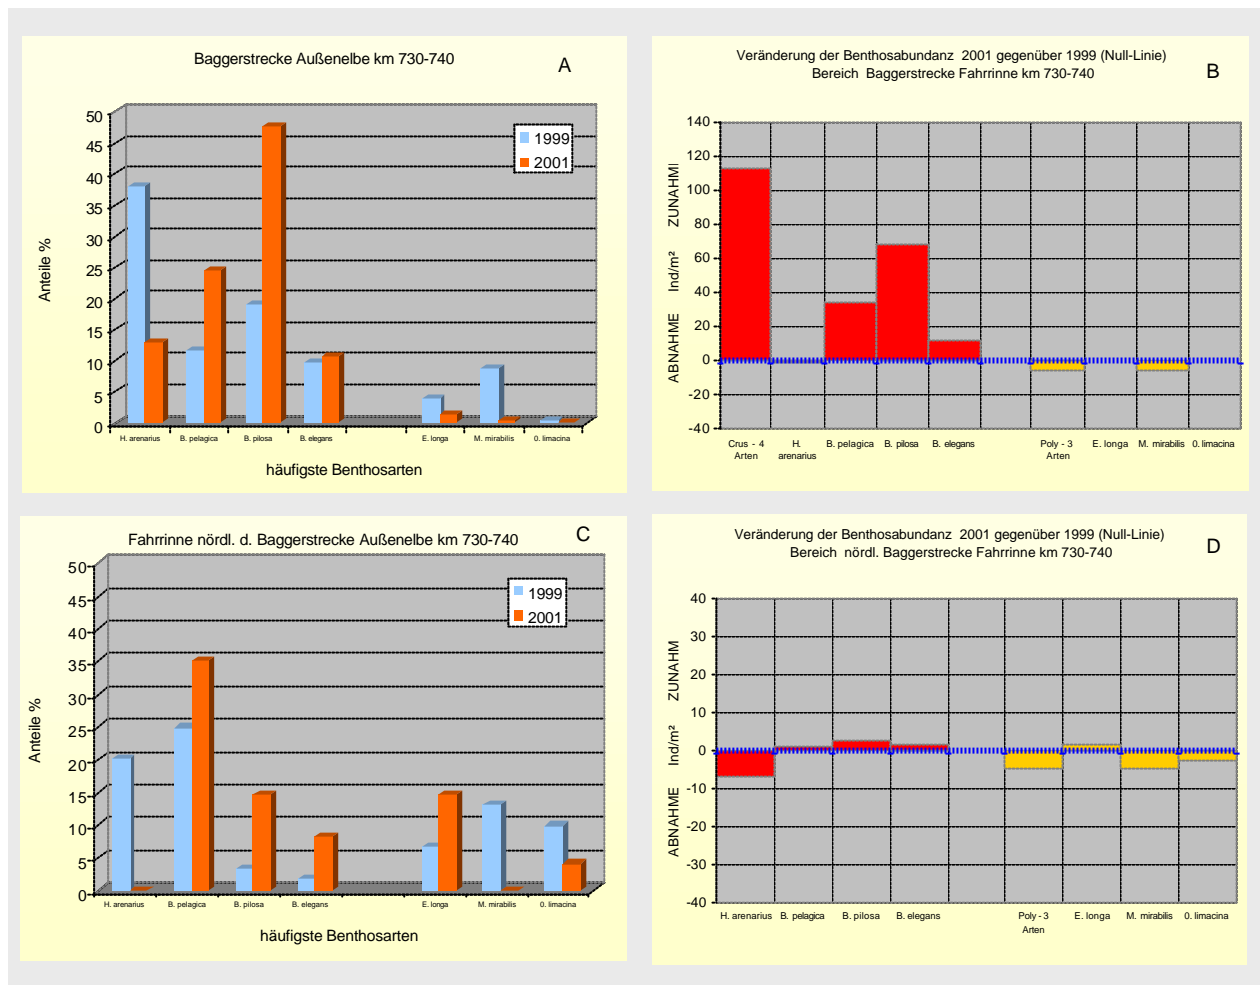 Baggerstrecke Außenelbe km 730-740
A
50
45
40
35
30
25
20
15
10
5
0
Anteile %
1999
2001
H. arenarius B. pelagica B. pilosa B. elegans E. longa M. mirabilis 0. limacina
häufigste Benthosarten
Veränderung der Benthosabundanz 2001 gegenüber 1999 (Null-Linie)
Bereich Baggerstrecke Fahrrinne km 730-740
B
140
120
100
80
60
40
20
0
-20
-40
ABNAHME Ind/m² ZUNAHMI
Crus - 4 H. B. pelagica B. pilosa B. elegans Poly - 3 E. longa M. mirabilis 0. limacina
Arten arenarius Arten
Fahrrinne nördl. d. Baggerstrecke Außenelbe km 730-740
C
50
45
40
35
30
25
20
15
10
5
0
Anteile %
1999
2001
H. arenarius B. pelagica B. pilosa B. elegans E. longa M. mirabilis 0. limacina
häufigste Benthosarten
Veränderung der Benthosabundanz 2001 gegenüber 1999 (Null-Linie)
Bereich nördl. Baggerstrecke Fahrrinne km 730-740
D
40
30
20
10
0
-10
-20
-30
-40
ABNAHME Ind/m² ZUNAHM
H. arenarius B. pelagica B. pilosa B. elegans Poly - 3 E. longa M. mirabilis 0. limacina
Arten